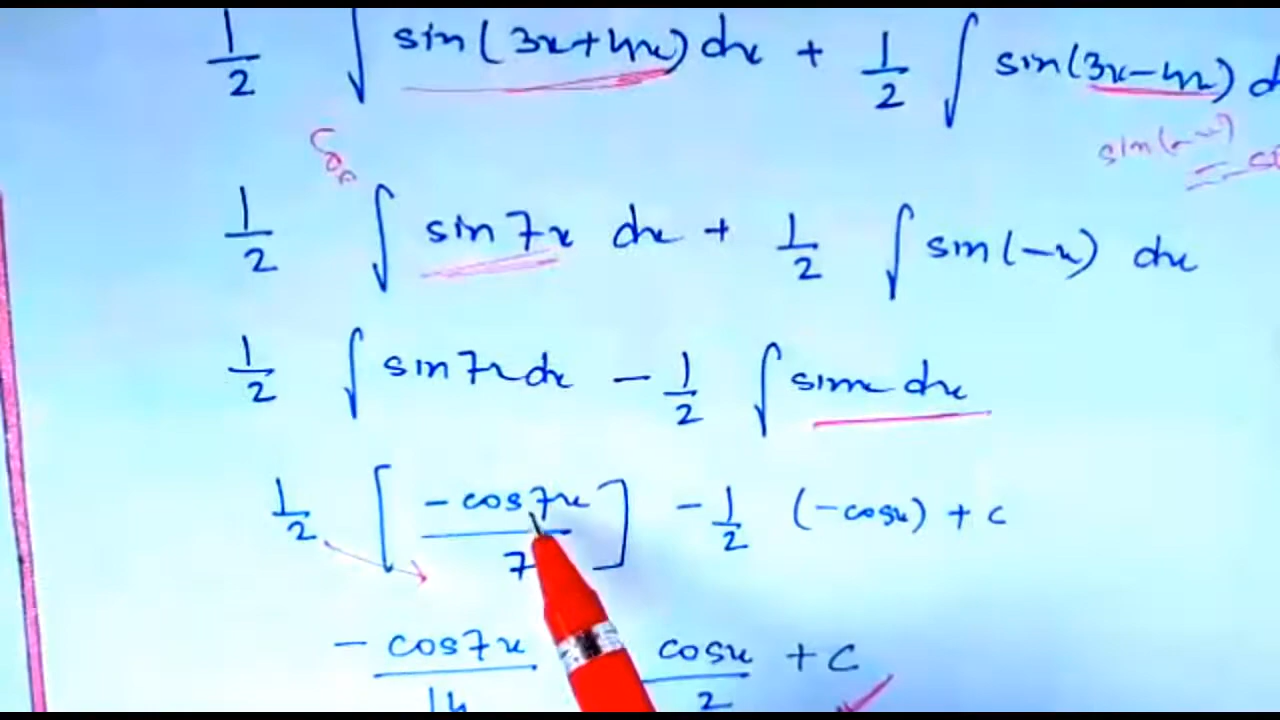 1/2 ∫ sin(3x+4x) dx + 1/2 ∫ sin(3x-4x) d
sin(-x)
1/2 ∫ sin7x dx + 1/2 ∫ sin(-x) dx
1/2 ∫ sin7x dx - 1/2 ∫ sinx dx
1/2 [-cos7x/7] - 1/2 (-cosx) + c
-cos7x/14 cosx/2 + c